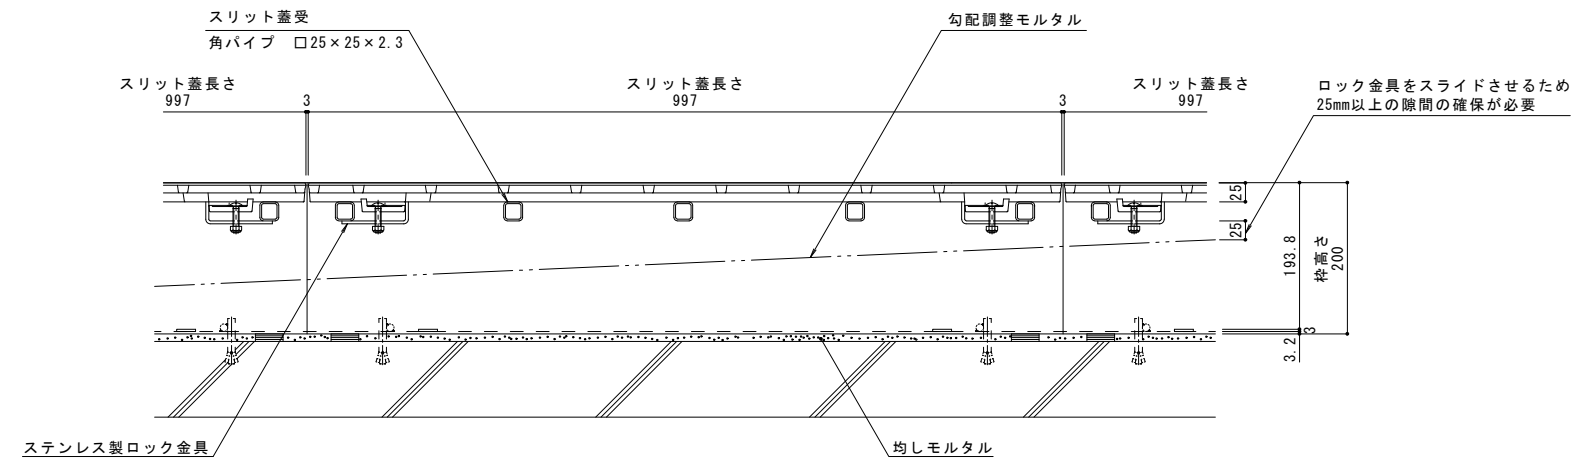 スリット蓋受
角パイプ　□25×25×2.3
勾配調整モルタル
スリット蓋長さ
997
3
スリット蓋長さ
997
3
スリット蓋長さ
997
ロック金具をスライドさせるため
25mm以上の隙間の確保が必要
25
25
193.8
枠高さ
200
3
3.2
ステンレス製ロック金具
均しモルタル